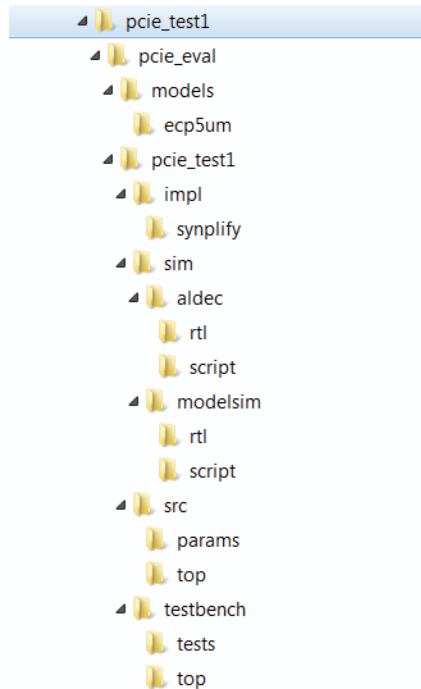 pcie_test1
pcie_eval
models
ecp5um
pcie_test1
impl
synplify
sim
aldec
rtl
script
modelsim
rtl
script
src
params
top
testbench
tests
top